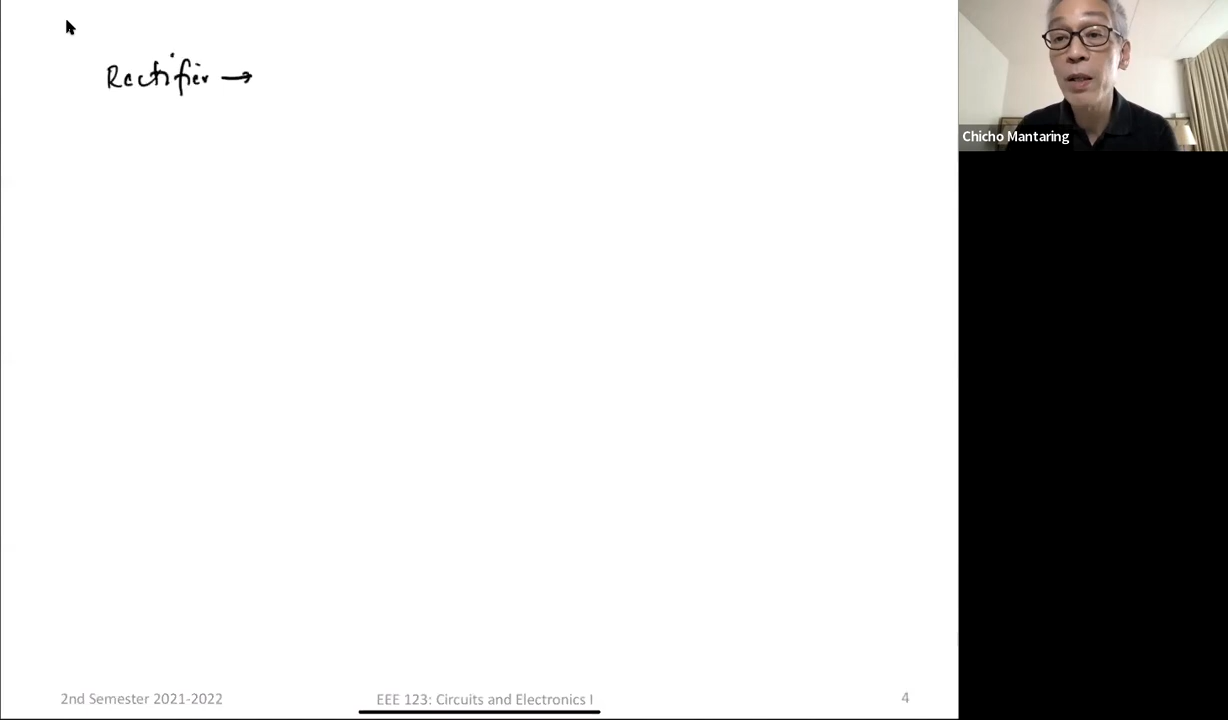 Rectifier →
Chicho Mantaring
2nd Semester 2021-2022
EEE 123: Circuits and Electronics I
4